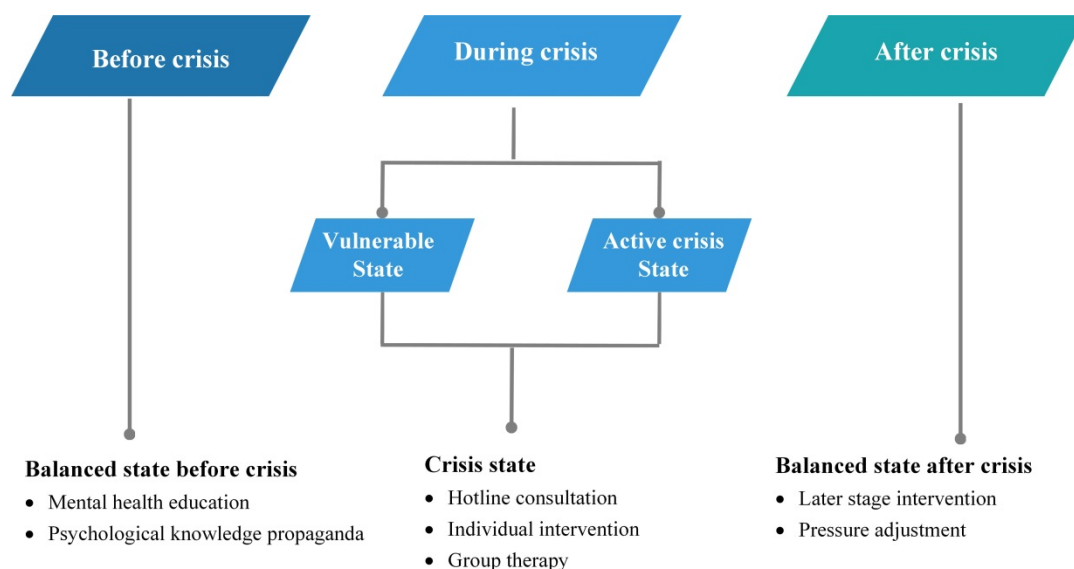 Before crisis
During crisis
After crisis
Vulnerable
State
Active crisis
State
Balanced state before crisis
• Mental health education
• Psychological knowledge propaganda
Crisis state
• Hotline consultation
• Individual intervention
• Group therapy
Balanced state after crisis
• Later stage intervention
• Pressure adjustment